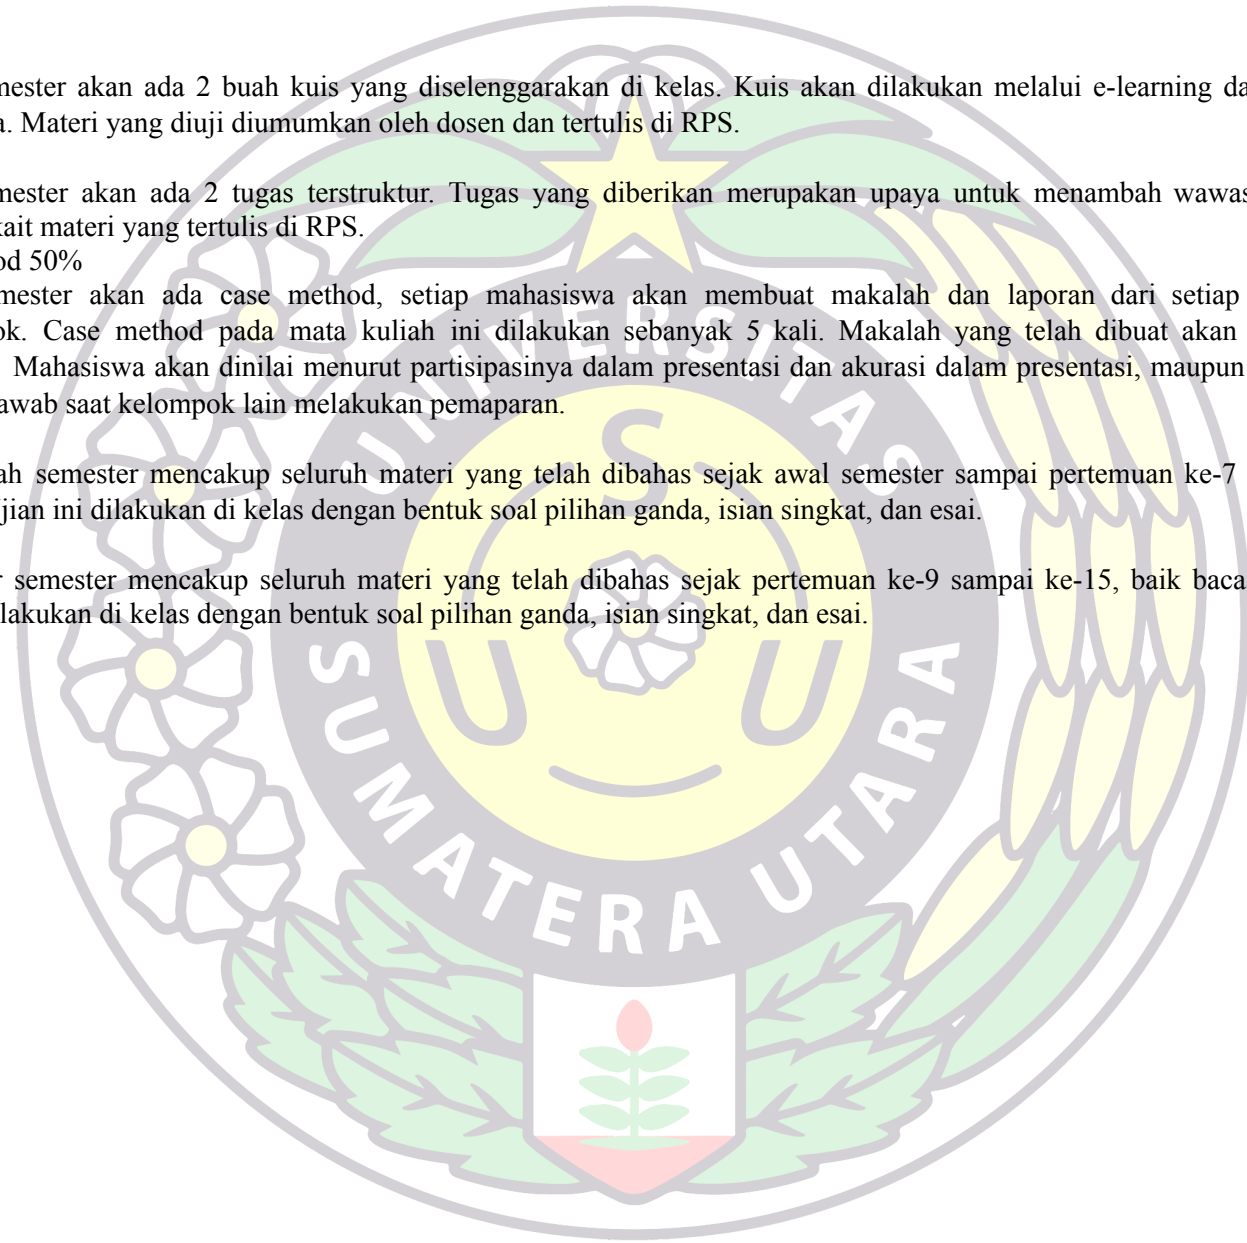 mester akan ada 2 buah kuis yang diselenggarakan di kelas. Kuis akan dilakukan melalui e-learning da
a. Materi yang diuji diumumkan oleh dosen dan tertulis di RPS.
mester akan ada 2 tugas terstruktur. Tugas yang diberikan merupakan upaya untuk menambah wawas
kait materi yang tertulis di RPS.
od 50%
mester akan ada case method, setiap mahasiswa akan membuat makalah dan laporan dari setiap
ok. Case method pada mata kuliah ini dilakukan sebanyak 5 kali. Makalah yang telah dibuat akan
Mahasiswa akan dinilai menurut partisipasinya dalam presentasi dan akurasi dalam presentasi, maupun
awab saat kelompok lain melakukan pemaparan.
ah semester mencakup seluruh materi yang telah dibahas sejak awal semester sampai pertemuan ke-7
jian ini dilakukan di kelas dengan bentuk soal pilihan ganda, isian singkat, dan esai.
r semester mencakup seluruh materi yang telah dibahas sejak pertemuan ke-9 sampai ke-15, baik baca
lakukan di kelas dengan bentuk soal pilihan ganda, isian singkat, dan esai.
UNIVERSITAS
S
U U
SUMATERA UTARA